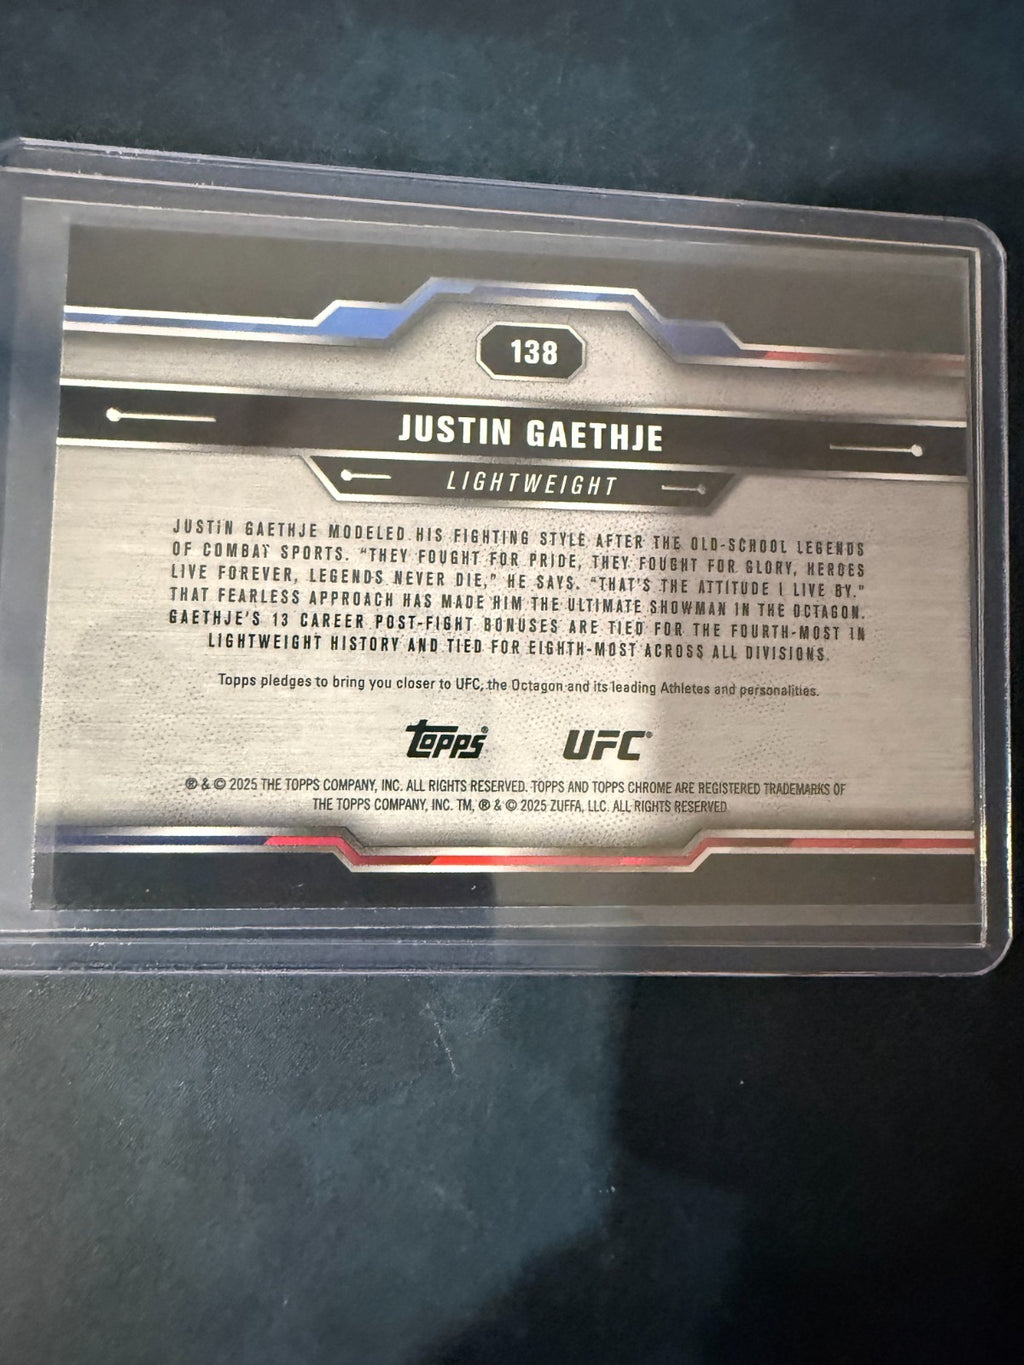 138
JUSTIN GAETHJE
LIGHTWEIGHT
JUSTIN GAETHJE MODELED HIS FIGHTING STYLE AFTER THE OLD-SCHOOL LEGENDS
OF COMBAT SPORTS. "THEY FOUGHT FOR PRIDE, THEY FOUGHT FOR GLORY, HEROES
LIVE FOREVER, LEGENDS NEVER DIE," HE SAYS. "THAT'S THE ATTITUDE I LIVE BY."
THAT FEARLESS APPROACH HAS MADE HIM THE ULTIMATE SHOWMAN IN THE OCTAGON.
GAETHJE'S 13 CAREER POST-FIGHT BONUSES ARE TIED FOR THE FOURTH-MOST IN
LIGHTWEIGHT HISTORY AND TIED FOR EIGHTH-MOST ACROSS ALL DIVISIONS.
Topps pledges to bring you closer to UFC, the Octagon and its leading Athletes and personalities.
topps® UFC®
® & © 2025 THE TOPPS COMPANY, INC. ALL RIGHTS RESERVED. TOPPS AND TOPPS CHROME ARE REGISTERED TRADEMARKS OF
THE TOPPS COMPANY, INC. TM, ® & © 2025 ZUFFA, LLC. ALL RIGHTS RESERVED.